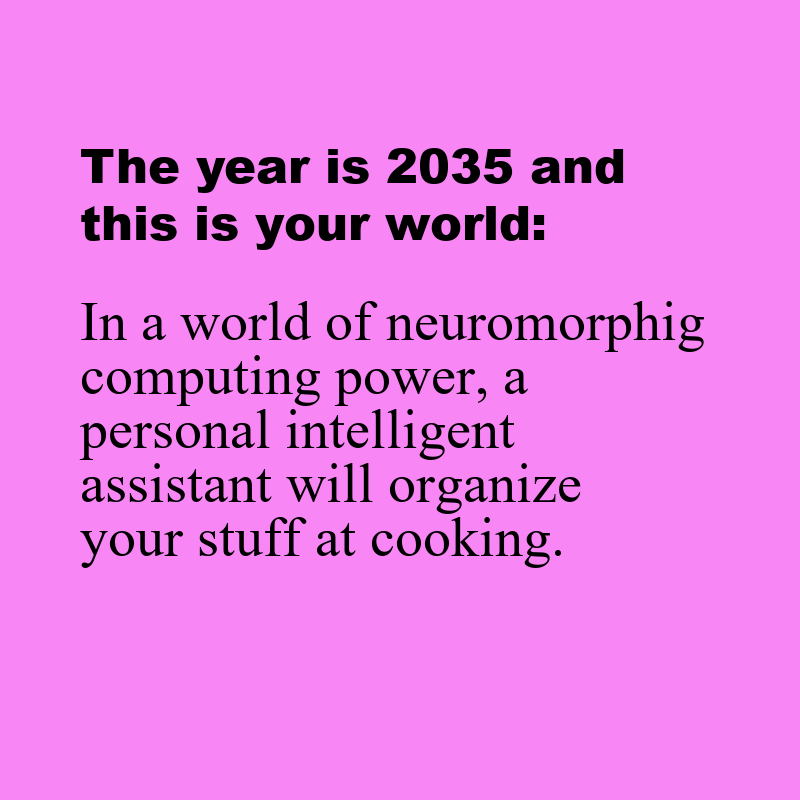 The year is 2035 and
this is your world:
In a world of neuromorphig
computing power, a
personal intelligent
assistant will organize
your stuff at cooking.